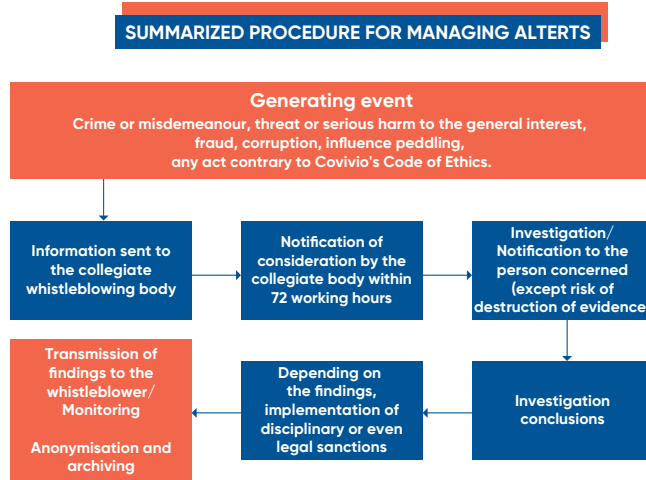 SUMMARIZED PROCEDURE FOR MANAGING ALTERTS
Generating event
Crime or misdemeanour, threat or serious harm to the general interest,
fraud, corruption, influence peddling,
any act contrary to Covivio's Code of Ethics.
Information sent to
the collegiate
whistleblowing body
Notification of
consideration by the
collegiate body within
72 working hours
Investigation/
Notification to the
person concerned
(except risk of
destruction of evidence
Investigation
conclusions
Depending on
the findings,
implementation of
disciplinary or even
legal sanctions
Transmission of
findings to the
whistleblower/
Monitoring
Anonymisation and
archiving